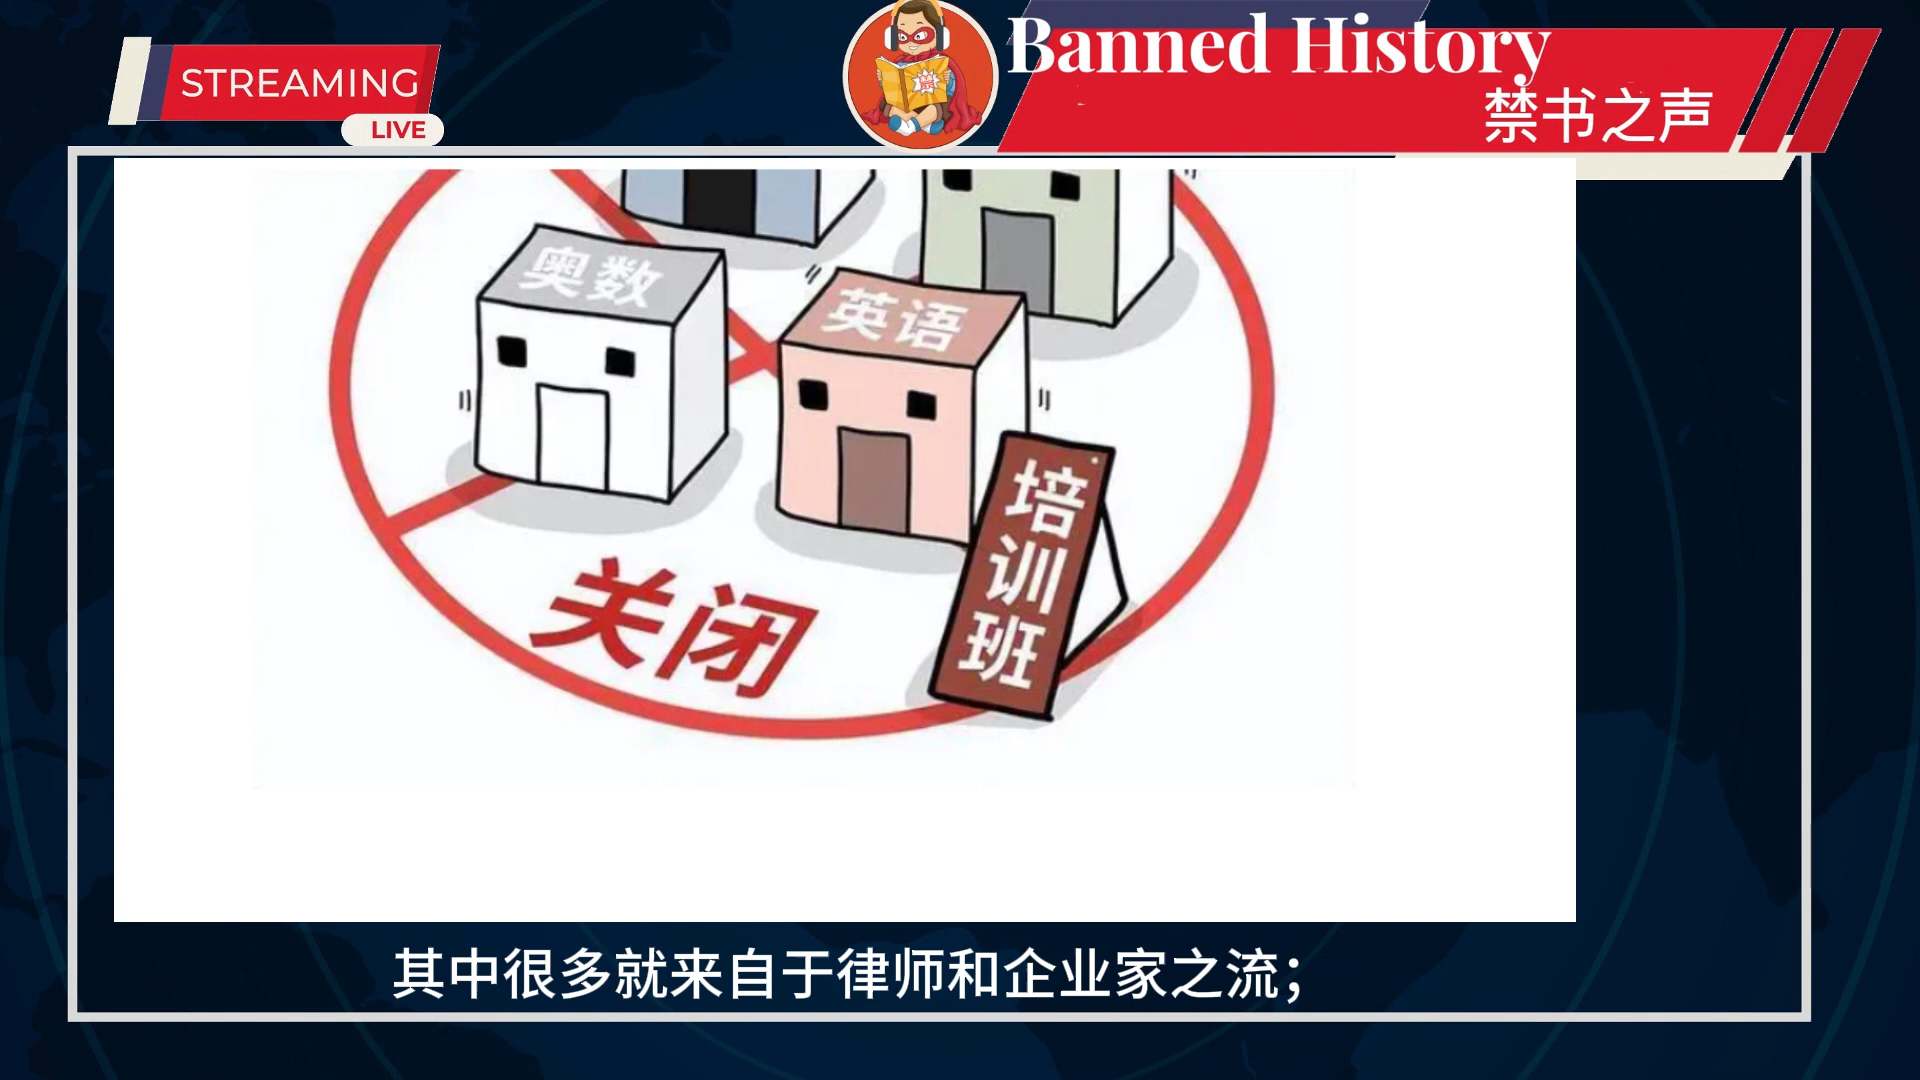 STREAMING
LIVE
Banned History
禁书之声
奥数
英语
培训班
关闭
其中很多就来自于律师和企业家之流；